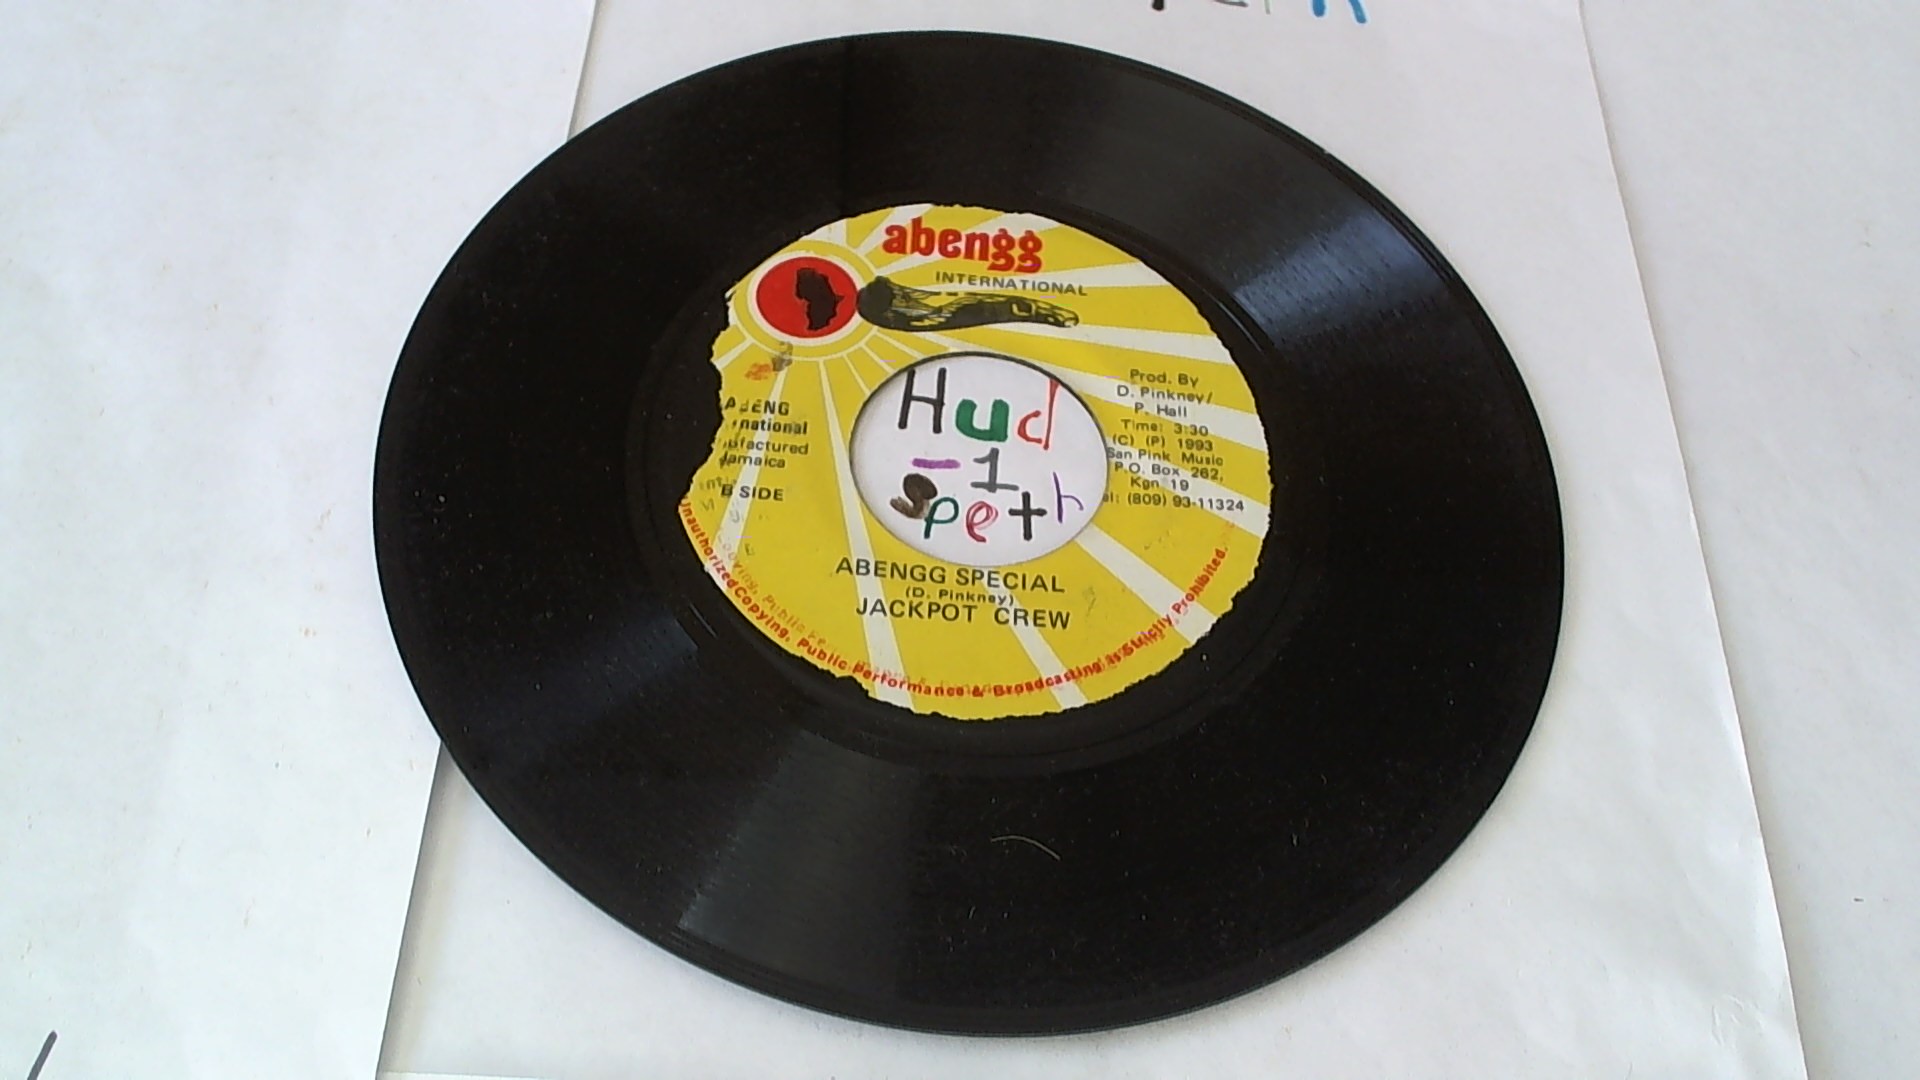 abengg
INTERNATIONAL
national
Jamaica
B SIDE
Prod. By
D. Pinkney/
P. Hall
Time: 3:30
(C) (P) 1993
San Pink Music
P.O. Box 262,
Kgn 19
el: (809) 93-11324
Hud
-1
Speth
ABENGG SPECIAL
(D. Pinkney)
JACKPOT CREW
Unauthorized Copying, Public Performance & Broadcasting is Strictly Prohibited.